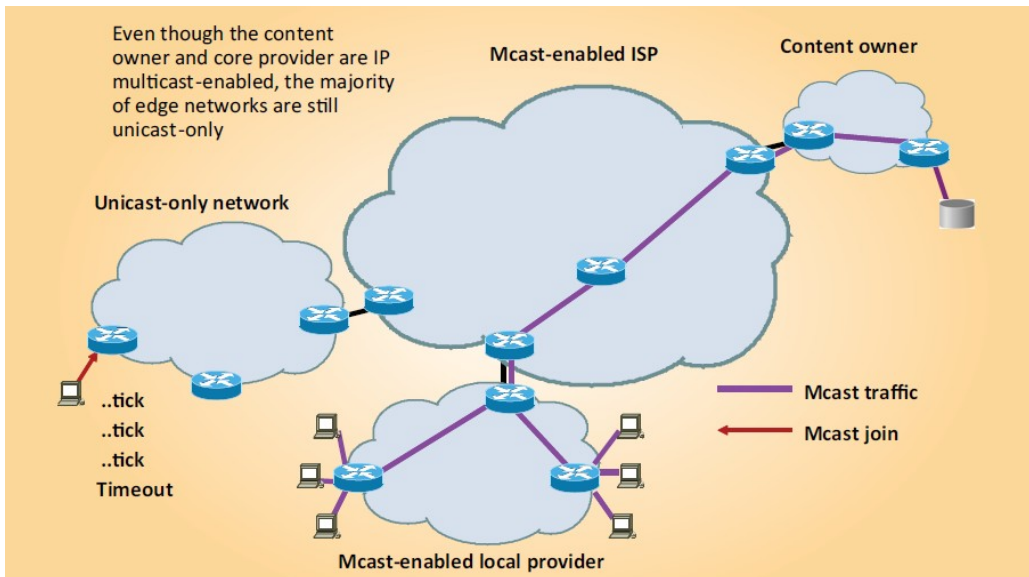 Even though the content
owner and core provider are IP
multicast-enabled, the majority
of edge networks are still
unicast-only
Mcast-enabled ISP
Content owner
Unicast-only network
..tick
..tick
..tick
Timeout
Mcast traffic
Mcast join
Mcast-enabled local provider